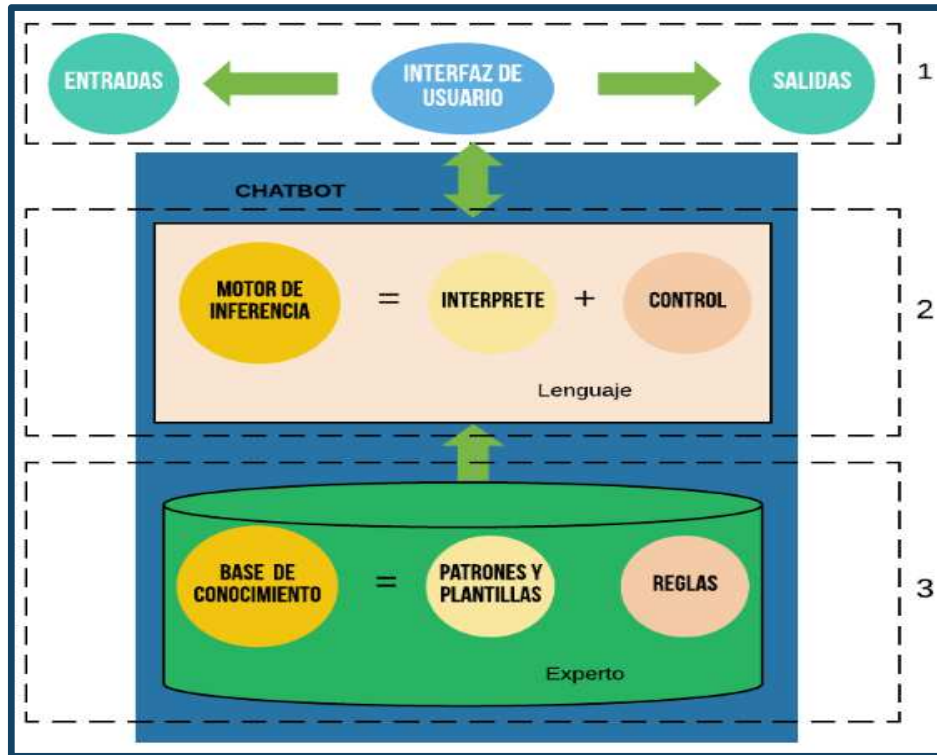 ENTRADAS
INTERFAZ DE
USUARIO
SALIDAS
1
CHATBOT
MOTOR DE
INFERENCIA
=
INTERPRETE
+
CONTROL
2
Lenguaje
BASE DE
CONOCIMIENTO
=
PATRONES Y
PLANTILLAS
REGLAS
3
Experto